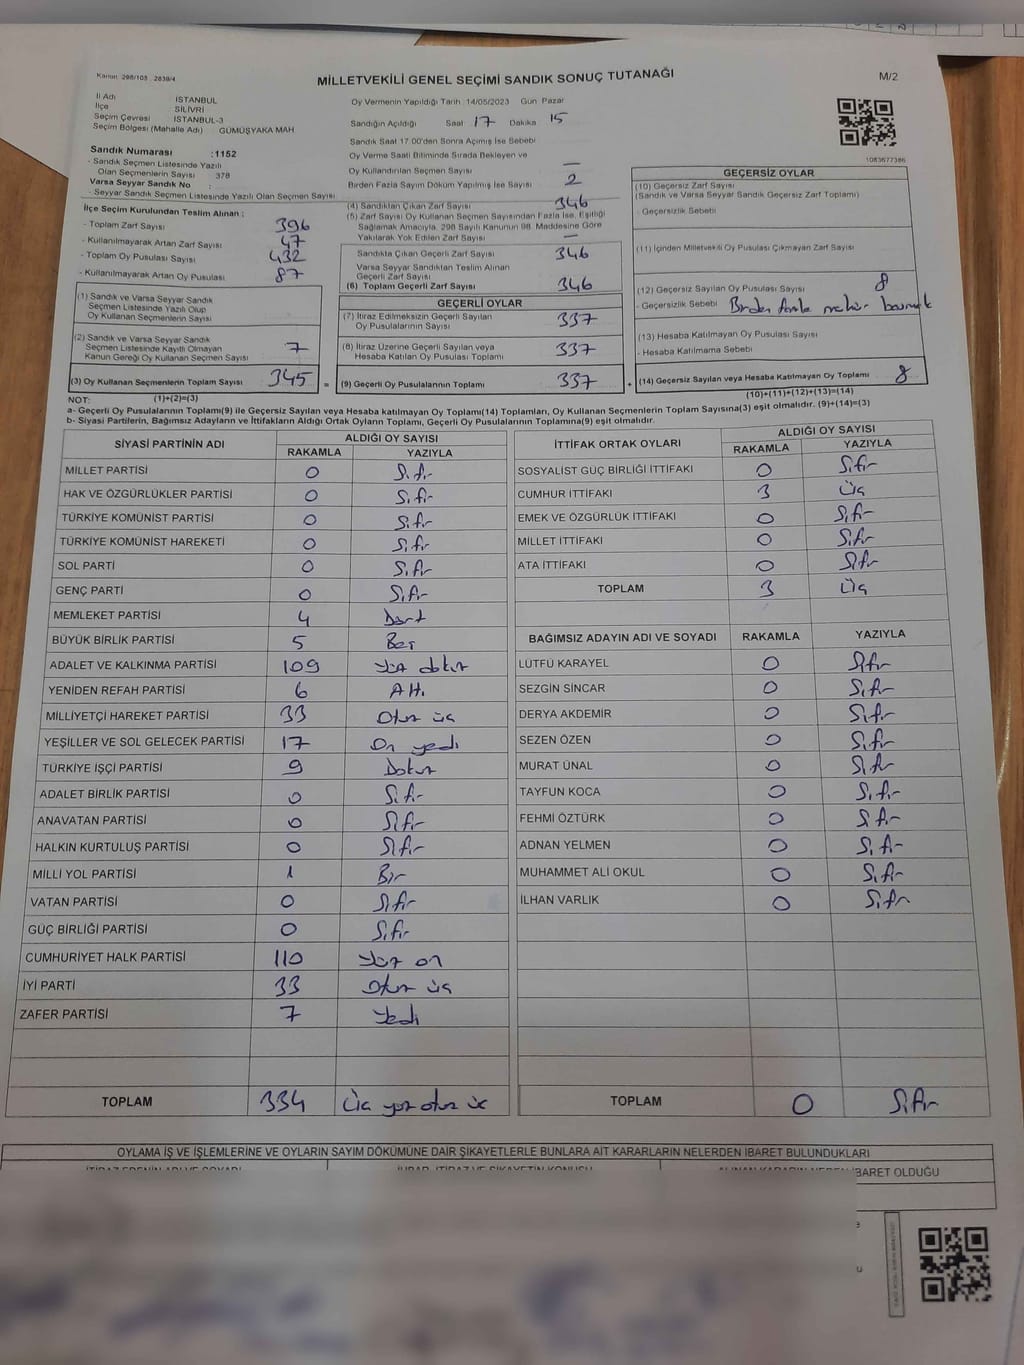 Kanun 298/105 . 2839/4
MİLLETVEKİLİ GENEL SEÇİMİ SANDIK SONUÇ TUTANAĞI
M/2
İl Adı İSTANBUL
İlçe SİLİVRİ
Seçim Çevresi İSTANBUL-3
Seçim Bölgesi (Mahalle Adı) GÜMÜŞYAKA MAH
Sandık Numarası :1152
- Sandık Seçmen Listesinde Yazılı
Olan Seçmenlerin Sayısı 378
Varsa Seyyar Sandık No :
- Seyyar Sandık Seçmen Listesinde Yazılı Olan Seçmen Sayısı
İlçe Seçim Kurulundan Teslim Alınan :
- Toplam Zarf Sayısı 396
- Kullanılmayarak Artan Zarf Sayısı 47
- Toplam Oy Pusulası Sayısı 432
- Kullanılmayarak Artan Oy Pusulası 87
(1) Sandık ve Varsa Seyyar Sandık
Seçmen Listesinde Yazılı Olup
Oy Kullanan Seçmenlerin Sayısı
(2) Sandık ve Varsa Seyyar Sandık
Seçmen Listesinde Kayıtlı Olmayan
Kanun Gereği Oy Kullanan Seçmen Sayısı 7
(3) Oy Kullanan Seçmenlerin Toplam Sayısı 345
Oy Vermenin Yapıldığı Tarih 14/05/2023 Gün Pazar
Sandığın Açıldığı Saat 17 Dakika 15
Sandık Saat 17.00'den Sonra Açılmış İse Sebebi
Oy Verme Saati Bitiminde Sırada Bekleyen ve
Oy Kullandırılan Seçmen Sayısı —
Birden Fazla Sayım Döküm Yapılmış İse Sayısı 2
(4) Sandıktan Çıkan Zarf Sayısı 346
(5) Zarf Sayısı Oy Kullanan Seçmen Sayısından Fazla İse, Eşitliği
Sağlamak Amacıyla, 298 Sayılı Kanunun 98. Maddesine Göre
Yakılarak Yok Edilen Zarf Sayısı —
Sandıkta Çıkan Geçerli Zarf Sayısı 346
Varsa Seyyar Sandıktan Teslim Alınan
Geçerli Zarf Sayısı
(6) Toplam Geçerli Zarf Sayısı 346
GEÇERLİ OYLAR
(7) İtiraz Edilmeksizin Geçerli Sayılan
Oy Pusulalarının Sayısı 337
(8) İtiraz Üzerine Geçerli Sayılan veya
Hesaba Katılan Oy Pusulası Toplamı 337
= (9) Geçerli Oy Pusulalarının Toplamı 337
1083677386
GEÇERSİZ OYLAR
(10) Geçersiz Zarf Sayısı
(Sandık ve Varsa Seyyar Sandık Geçersiz Zarf Toplamı)
- Geçersizlik Sebebi
(11) İçinden Milletvekili Oy Pusulası Çıkmayan Zarf Sayısı
(12) Geçersiz Sayılan Oy Pusulası Sayısı 8
- Geçersizlik Sebebi Birden fazla mühür basmak
(13) Hesaba Katılmayan Oy Pusulası Sayısı
- Hesaba Katılmama Sebebi
+ (14) Geçersiz Sayılan veya Hesaba Katılmayan Oy Toplamı 8
NOT: (1)+(2)=(3)
(10)+(11)+(12)+(13)=(14)
a- Geçerli Oy Pusulalarının Toplamı(9) ile Geçersiz Sayılan veya Hesaba katılmayan Oy Toplamı(14) Toplamları, Oy Kullanan Seçmenlerin Toplam Sayısına(3) eşit olmalıdır. (9)+(14)=(3)
b- Siyasi Partilerin, Bağımsız Adayların ve İttifakların Aldığı Ortak Oyların Toplamı, Geçerli Oy Pusulalarının Toplamına(9) eşit olmalıdır.
SİYASİ PARTİNİN ADI ALDIĞI OY SAYISI
RAKAMLA YAZIYLA
MİLLET PARTİSİ 0 Sıfır
HAK VE ÖZGÜRLÜKLER PARTİSİ 0 Sıfır
TÜRKİYE KOMÜNİST PARTİSİ 0 Sıfır
TÜRKİYE KOMÜNİST HAREKETİ 0 Sıfır
SOL PARTİ 0 Sıfır
GENÇ PARTİ 0 Sıfır
MEMLEKET PARTİSİ 4 Dört
BÜYÜK BİRLİK PARTİSİ 5 Beş
ADALET VE KALKINMA PARTİSİ 109 Yüz dokuz
YENİDEN REFAH PARTİSİ 6 Altı
MİLLİYETÇİ HAREKET PARTİSİ 33 Otuz üç
YEŞİLLER VE SOL GELECEK PARTİSİ 17 On yedi
TÜRKİYE İŞÇİ PARTİSİ 9 Dokuz
ADALET BİRLİK PARTİSİ 0 Sıfır
ANAVATAN PARTİSİ 0 Sıfır
HALKIN KURTULUŞ PARTİSİ 0 Sıfır
MİLLİ YOL PARTİSİ 1 Bir
VATAN PARTİSİ 0 Sıfır
GÜÇ BİRLİĞİ PARTİSİ 0 Sıfır
CUMHURİYET HALK PARTİSİ 110 Yüz on
İYİ PARTİ 33 Otuz üç
ZAFER PARTİSİ 7 Yedi
TOPLAM 334 Üç yüz otuz üç
İTTİFAK ORTAK OYLARI ALDIĞI OY SAYISI
RAKAMLA YAZIYLA
SOSYALİST GÜÇ BİRLİĞİ İTTİFAKI 0 Sıfır
CUMHUR İTTİFAKI 3 Üç
EMEK VE ÖZGÜRLÜK İTTİFAKI 0 Sıfır
MİLLET İTTİFAKI 0 Sıfır
ATA İTTİFAKI 0 Sıfır
TOPLAM 3 Üç
BAĞIMSIZ ADAYIN ADI VE SOYADI RAKAMLA YAZIYLA
LÜTFÜ KARAYEL 0 Sıfır
SEZGİN SİNCAR 0 Sıfır
DERYA AKDEMİR 0 Sıfır
SEZEN ÖZEN 0 Sıfır
MURAT ÜNAL 0 Sıfır
TAYFUN KOCA 0 Sıfır
FEHMİ ÖZTÜRK 0 Sıfır
ADNAN YELMEN 0 Sıfır
MUHAMMET ALİ OKUL 0 Sıfır
İLHAN VARLIK 0 Sıfır
TOPLAM 0 Sıfır
OYLAMA İŞ VE İŞLEMLERİNE VE OYLARIN SAYIM DÖKÜMÜNE DAİR ŞİKAYETLERLE BUNLARA AİT KARARLARIN NELERDEN İBARET BULUNDUKLARI
İBARET OLDUĞU